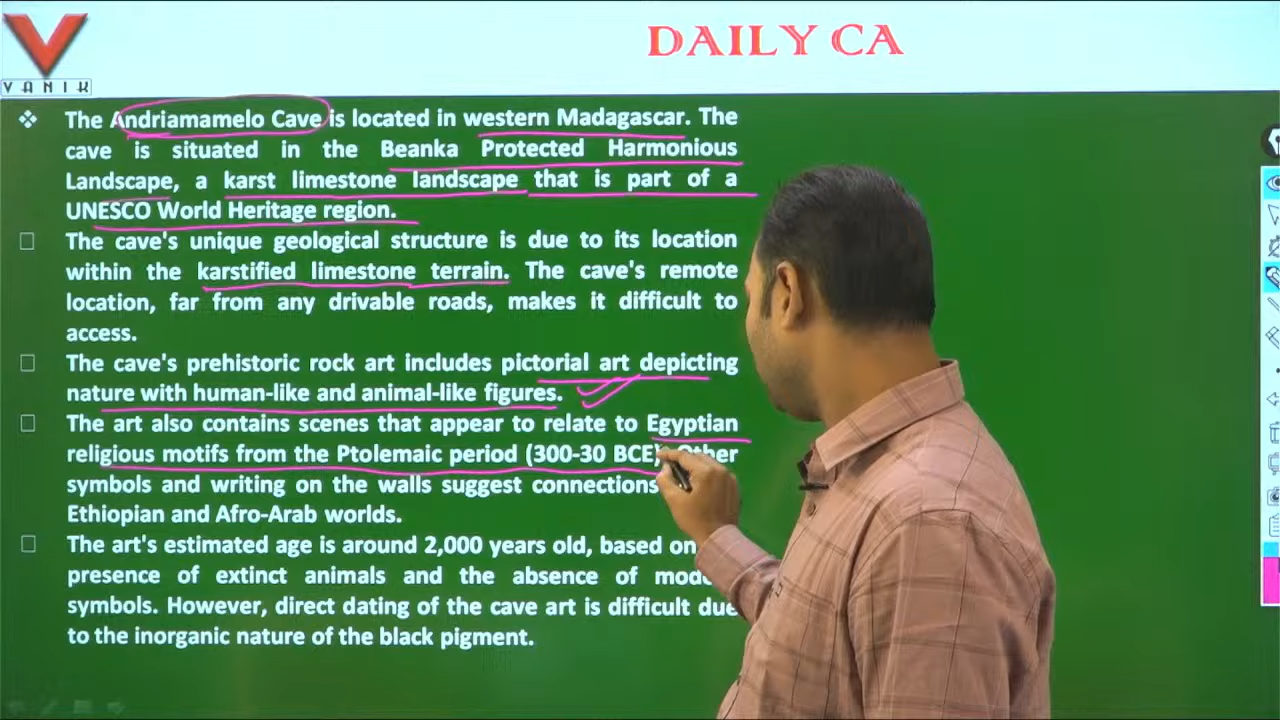 DAILY CA
VANIK
The Andriamamelo Cave is located in western Madagascar. The
cave is situated in the Beanka Protected Harmonious
Landscape, a karst limestone landscape that is part of a
UNESCO World Heritage region.
The cave's unique geological structure is due to its location
within the karstified limestone terrain. The cave's remote
location, far from any drivable roads, makes it difficult to
access.
The cave's prehistoric rock art includes pictorial art depicting
nature with human-like and animal-like figures.
The art also contains scenes that appear to relate to Egyptian
religious motifs from the Ptolemaic period (300-30 BCE). Other
symbols and writing on the walls suggest connections
Ethiopian and Afro-Arab worlds.
The art's estimated age is around 2,000 years old, based on
presence of extinct animals and the absence of
symbols. However, direct dating of the cave art is difficult due
to the inorganic nature of the black pigment.